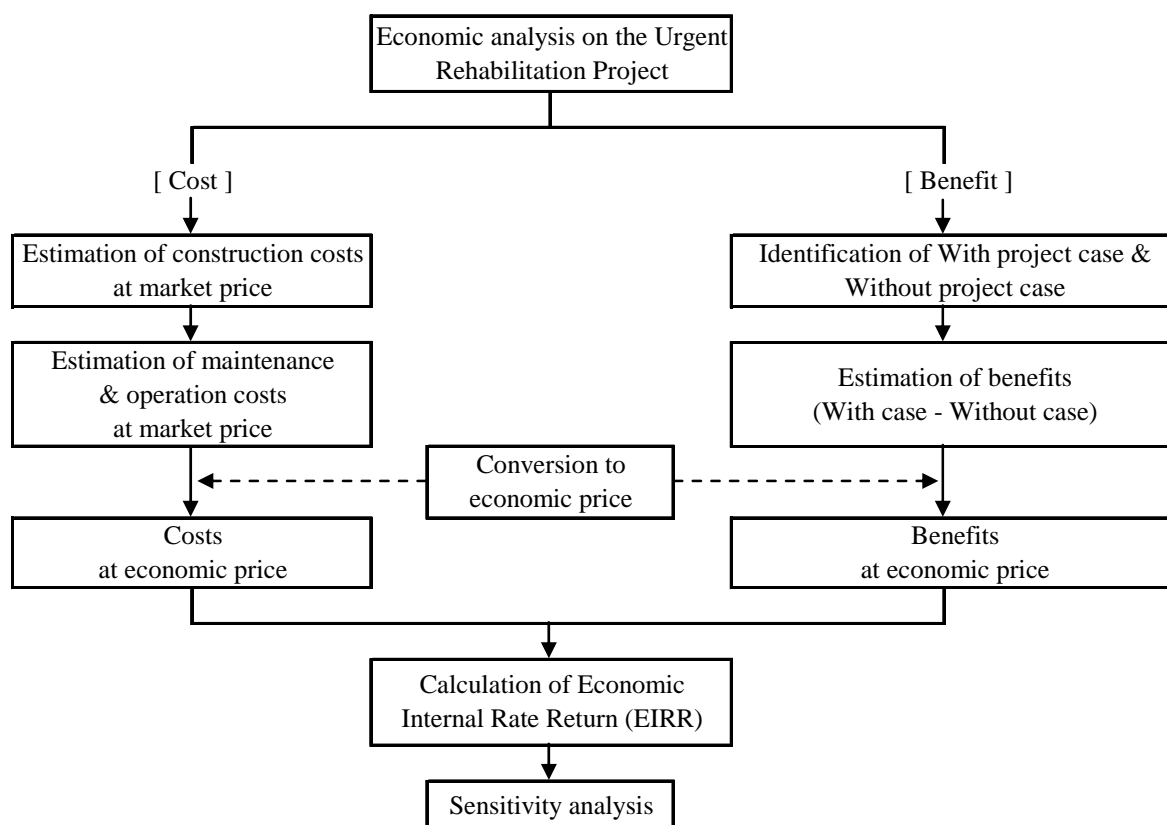 Economic analysis on the Urgent
Rehabilitation Project
[ Cost ]
[ Benefit ]
Estimation of construction costs
at market price
Identification of With project case &
Without project case
Estimation of maintenance
& operation costs
at market price
Estimation of benefits
(With case - Without case)
Conversion to
economic price
Costs
at economic price
Benefits
at economic price
Calculation of Economic
Internal Rate Return (EIRR)
Sensitivity analysis